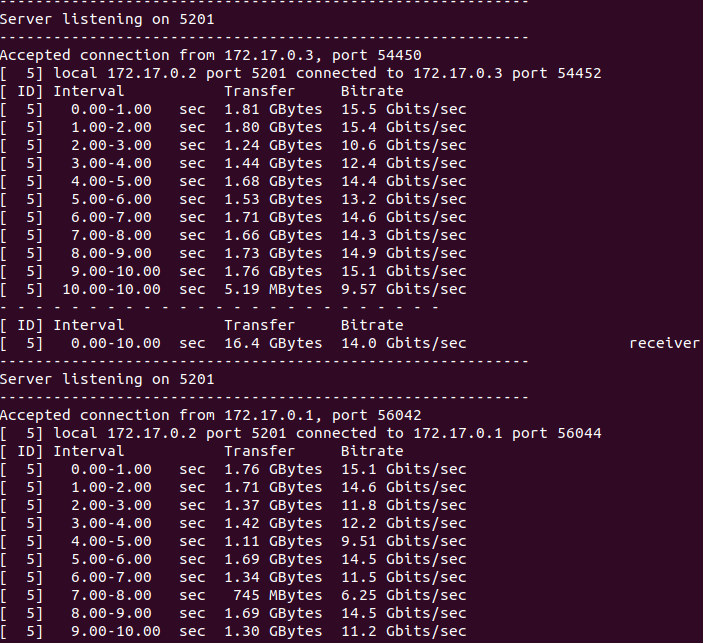 -----------------------------------------------------------
Server listening on 5201
-----------------------------------------------------------
Accepted connection from 172.17.0.3, port 54450
[  5] local 172.17.0.2 port 5201 connected to 172.17.0.3 port 54452
[ ID] Interval           Transfer     Bitrate
[  5]   0.00-1.00   sec  1.81 GBytes  15.5 Gbits/sec
[  5]   1.00-2.00   sec  1.80 GBytes  15.4 Gbits/sec
[  5]   2.00-3.00   sec  1.24 GBytes  10.6 Gbits/sec
[  5]   3.00-4.00   sec  1.44 GBytes  12.4 Gbits/sec
[  5]   4.00-5.00   sec  1.68 GBytes  14.4 Gbits/sec
[  5]   5.00-6.00   sec  1.53 GBytes  13.2 Gbits/sec
[  5]   6.00-7.00   sec  1.71 GBytes  14.6 Gbits/sec
[  5]   7.00-8.00   sec  1.66 GBytes  14.3 Gbits/sec
[  5]   8.00-9.00   sec  1.73 GBytes  14.9 Gbits/sec
[  5]   9.00-10.00  sec  1.76 GBytes  15.1 Gbits/sec
[  5]  10.00-10.00  sec  5.19 MBytes  9.57 Gbits/sec
- - - - - - - - - - - - - - - - - - - - - - - - -
[ ID] Interval           Transfer     Bitrate
[  5]   0.00-10.00  sec  16.4 GBytes  14.0 Gbits/sec                  receiver
-----------------------------------------------------------
Server listening on 5201
-----------------------------------------------------------
Accepted connection from 172.17.0.1, port 56042
[  5] local 172.17.0.2 port 5201 connected to 172.17.0.1 port 56044
[ ID] Interval           Transfer     Bitrate
[  5]   0.00-1.00   sec  1.76 GBytes  15.1 Gbits/sec
[  5]   1.00-2.00   sec  1.71 GBytes  14.6 Gbits/sec
[  5]   2.00-3.00   sec  1.37 GBytes  11.8 Gbits/sec
[  5]   3.00-4.00   sec  1.42 GBytes  12.2 Gbits/sec
[  5]   4.00-5.00   sec  1.11 GBytes  9.51 Gbits/sec
[  5]   5.00-6.00   sec  1.69 GBytes  14.5 Gbits/sec
[  5]   6.00-7.00   sec  1.34 GBytes  11.5 Gbits/sec
[  5]   7.00-8.00   sec   745 MBytes  6.25 Gbits/sec
[  5]   8.00-9.00   sec  1.69 GBytes  14.5 Gbits/sec
[  5]   9.00-10.00  sec  1.30 GBytes  11.2 Gbits/sec